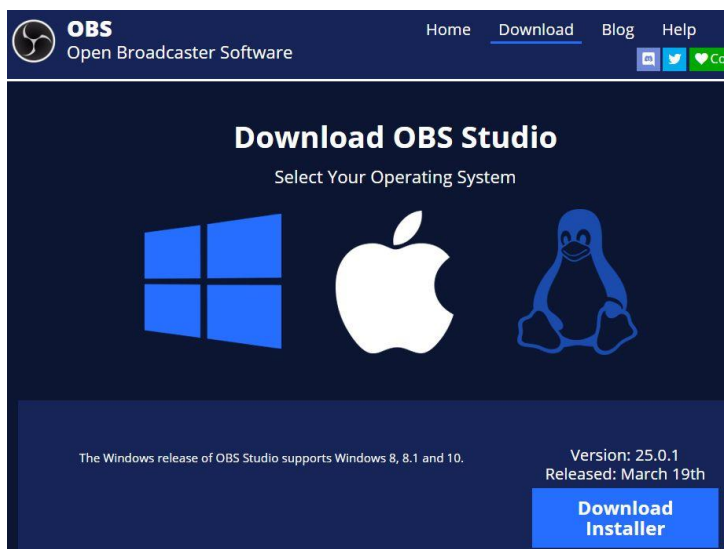 OBS
Open Broadcaster Software
Home Download Blog Help
Download OBS Studio
Select Your Operating System
The Windows release of OBS Studio supports Windows 8, 8.1 and 10.
Version: 25.0.1
Released: March 19th
Download
Installer